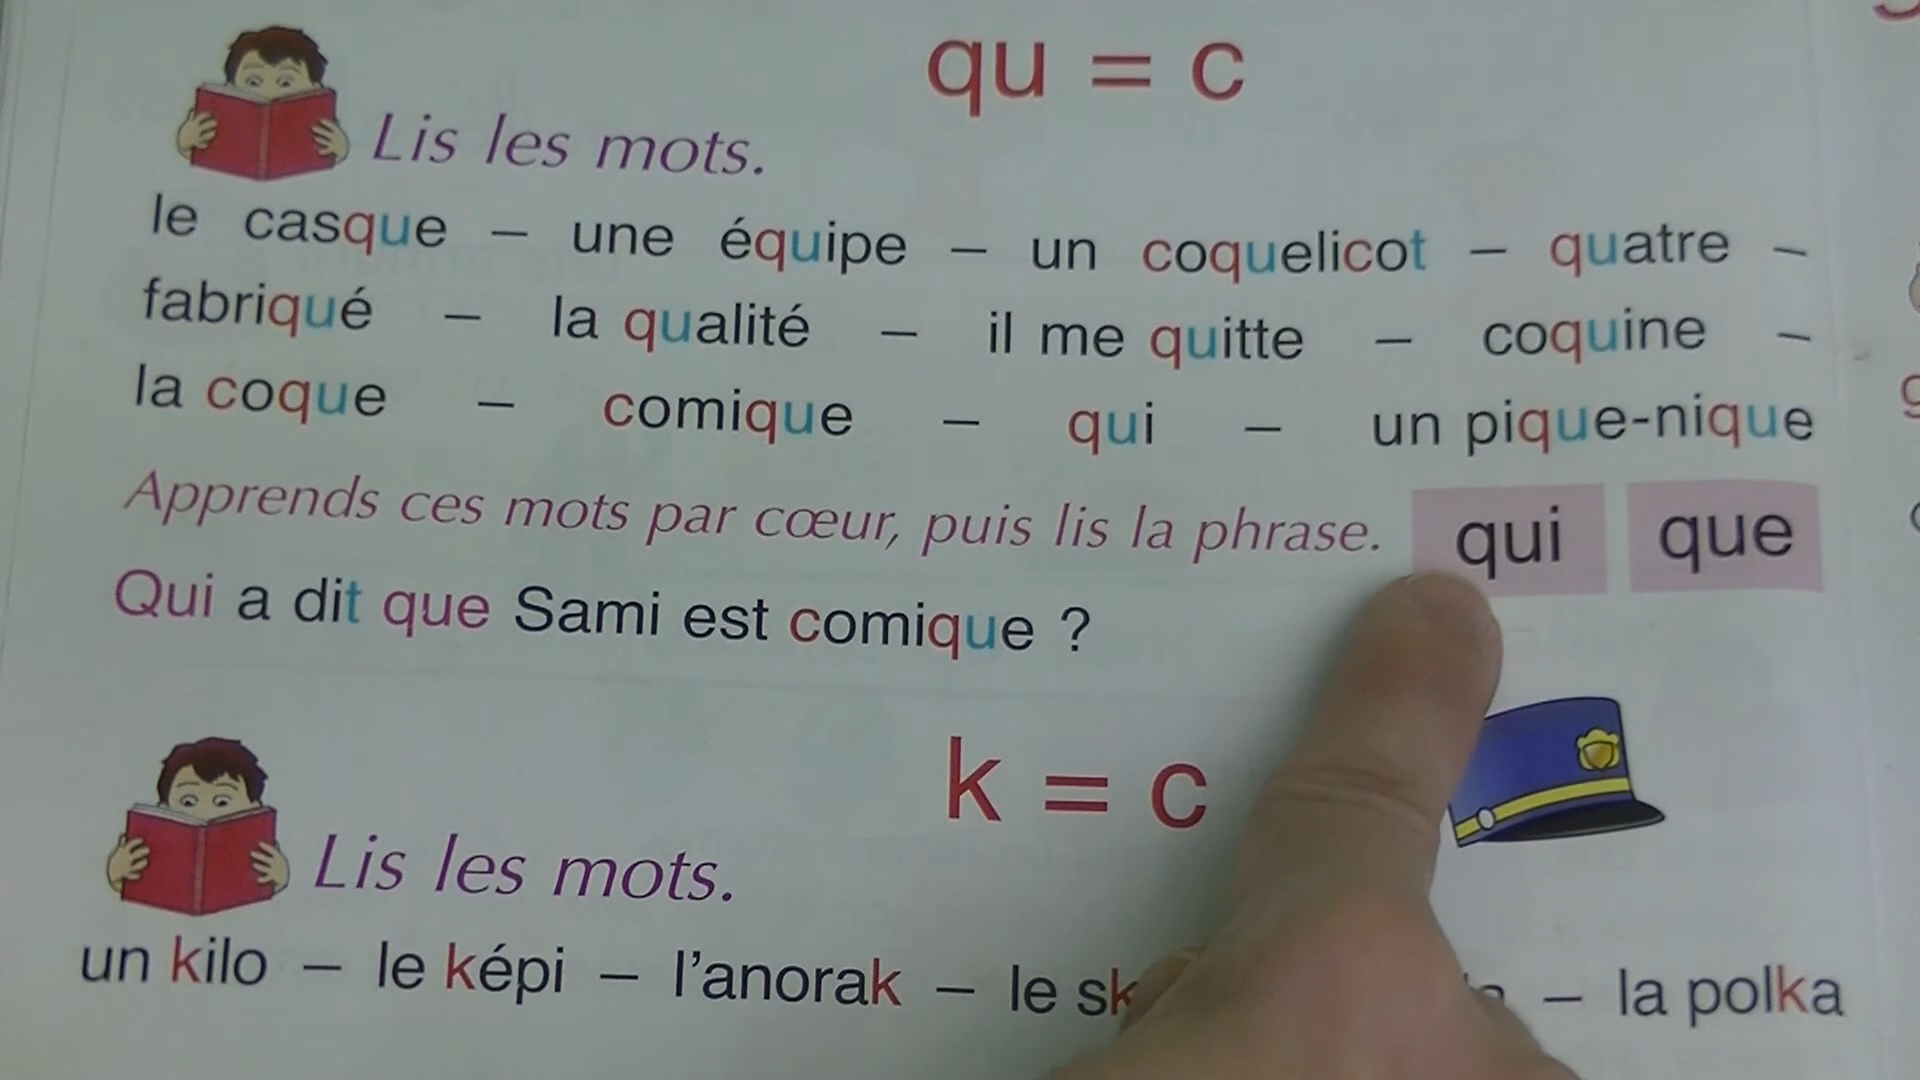 qu = c
Lis les mots.
le casque – une équipe – un coquelicot – quatre –
fabriqué – la qualité – il me quitte – coquine –
la coque – comique – qui – un pique-nique
Apprends ces mots par cœur, puis lis la phrase. qui que
Qui a dit que Sami est comique ?
k = c
Lis les mots.
un kilo – le képi – l'anorak – le – la polka